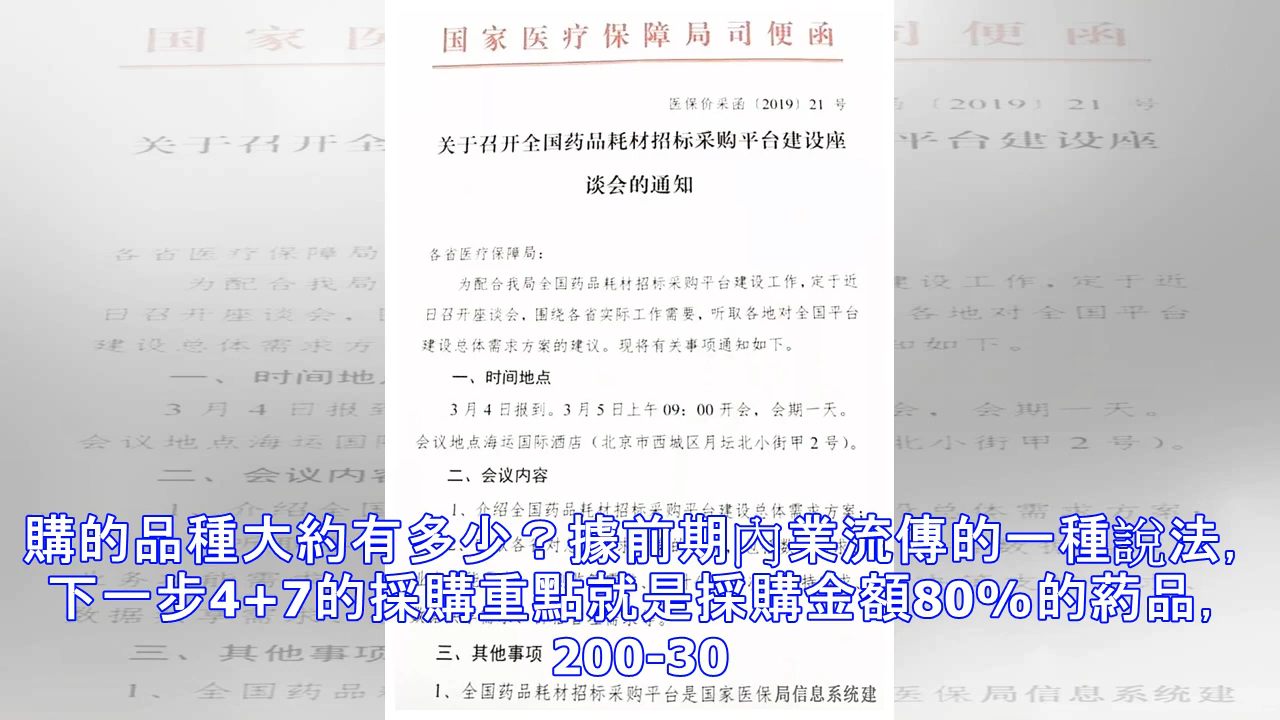 国家医疗保障局司便函
医保价采函〔2019〕21 号
关于召开全国药品耗材招标采购平台建设座
谈会的通知
各省医疗保障局：
为配合我局全国药品耗材招标采购平台建设工作，定于近
日召开座谈会，围绕各省实际工作需要，听取各地对全国平台
建设总体需求方案的建议。现将有关事项通知如下。
一、时间地点
3 月 4 日报到。3 月 5 日上午 09：00 开会，会期一天。
会议地点海运国际酒店（北京市西城区月坛北小街甲 2 号）。
二、会议内容
1、介绍全国药品耗材招标采购平台建设总体需求方案；
購的品種大約有多少？據前期內業流傳的一種說法,
下一步4+7的採購重點就是採購金額80%的葯品,
200-30
三、其他事项
1、全国药品耗材招标采购平台是国家医保局信息系统建